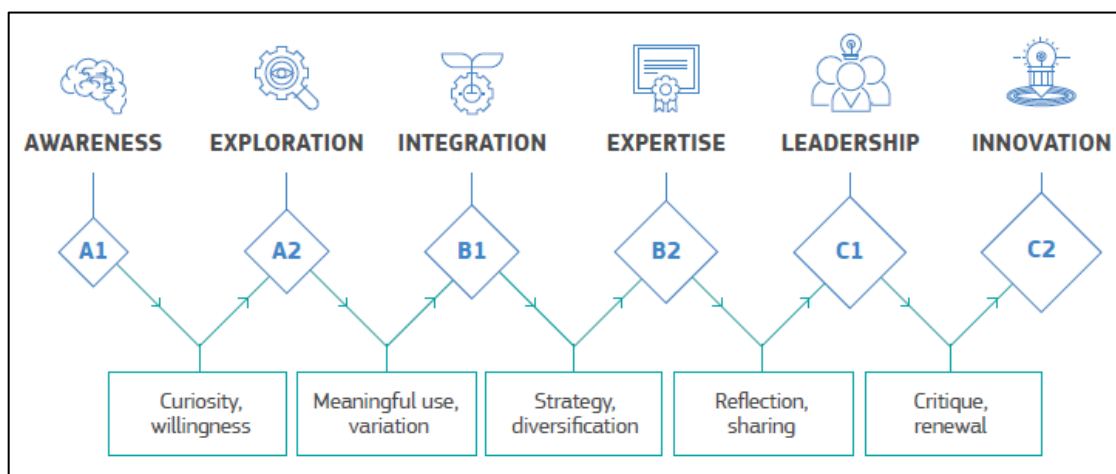 AWARENESS EXPLORATION INTEGRATION EXPERTISE LEADERSHIP INNOVATION
A1 A2 B1 B2 C1 C2
Curiosity,
willingness
Meaningful use,
variation
Strategy,
diversification
Reflection,
sharing
Critique,
renewal